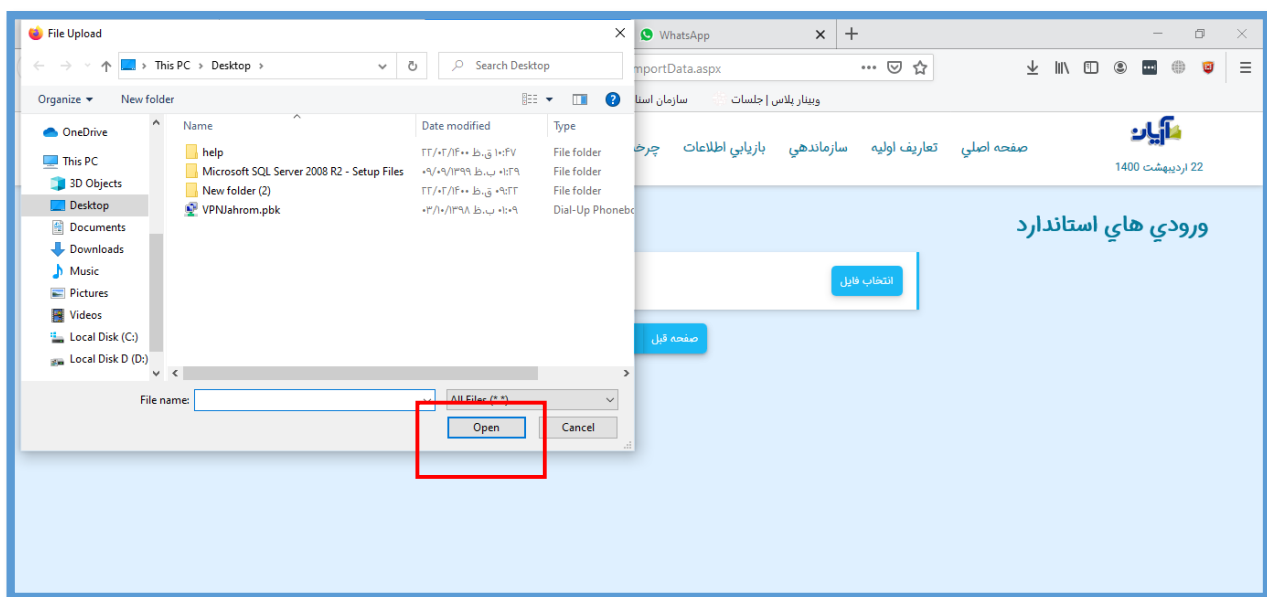 File Upload
WhatsApp
This PC > Desktop >
Search Desktop
mportData.aspx
Organize
New folder
سازمان اسنا
وبینار پلاس | جلسات
OneDrive
This PC
3D Objects
Desktop
Documents
Downloads
Music
Pictures
Videos
Local Disk (C:)
Local Disk D (D:)
Name Date modified Type
help ۲۲/۰۲/۱۴۰۰ ق.ظ ۱۰:۴۷ File folder
Microsoft SQL Server 2008 R2 - Setup Files ۰۹/۰۹/۱۳۹۹ ب.ظ ۰۱:۲۹ File folder
New folder (2) ۲۲/۰۲/۱۴۰۰ ق.ظ ۰۹:۲۲ File folder
VPNJahrom.pbk ۰۳/۱۰/۱۳۹۸ ب.ظ ۰۱:۰۹ Dial-Up Phonebo
File name:
All Files (*.*)
Open
Cancel
آپان
22 ارديبهشت 1400
صفحه اصلي تعاريف اوليه سازماندهي بازيابي اطلاعات چرخ
ورودي هاي استاندارد
انتخاب فایل
صفحه قبل